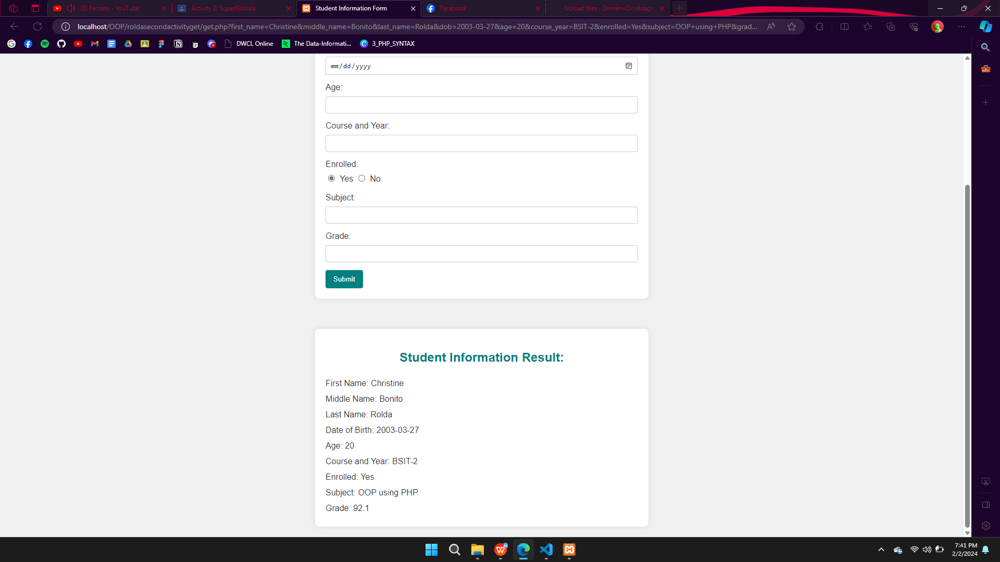 (3) Fantasy - YouTube
Activity 2: SuperGlobals
Student Information Form
Facebook
Upload files · OmnimvO/roldage
localhost/OOP/roldasecondactivityget/get.php?first_name=Christine&middle_name=Bonito&last_name=Rolda&dob=2003-03-27&age=20&course_year=BSIT-2&enrolled=Yes&subject=OOP+using+PHP&grad...
DWCL Online
The Data-Informati...
3_PHP_SYNTAX
mm/dd/yyyy
Age:
Course and Year:
Enrolled:
Yes No
Subject:
Grade:
Submit
Student Information Result:
First Name: Christine
Middle Name: Bonito
Last Name: Rolda
Date of Birth: 2003-03-27
Age: 20
Course and Year: BSIT-2
Enrolled: Yes
Subject: OOP using PHP
Grade: 92.1
7:41 PM
2/2/2024